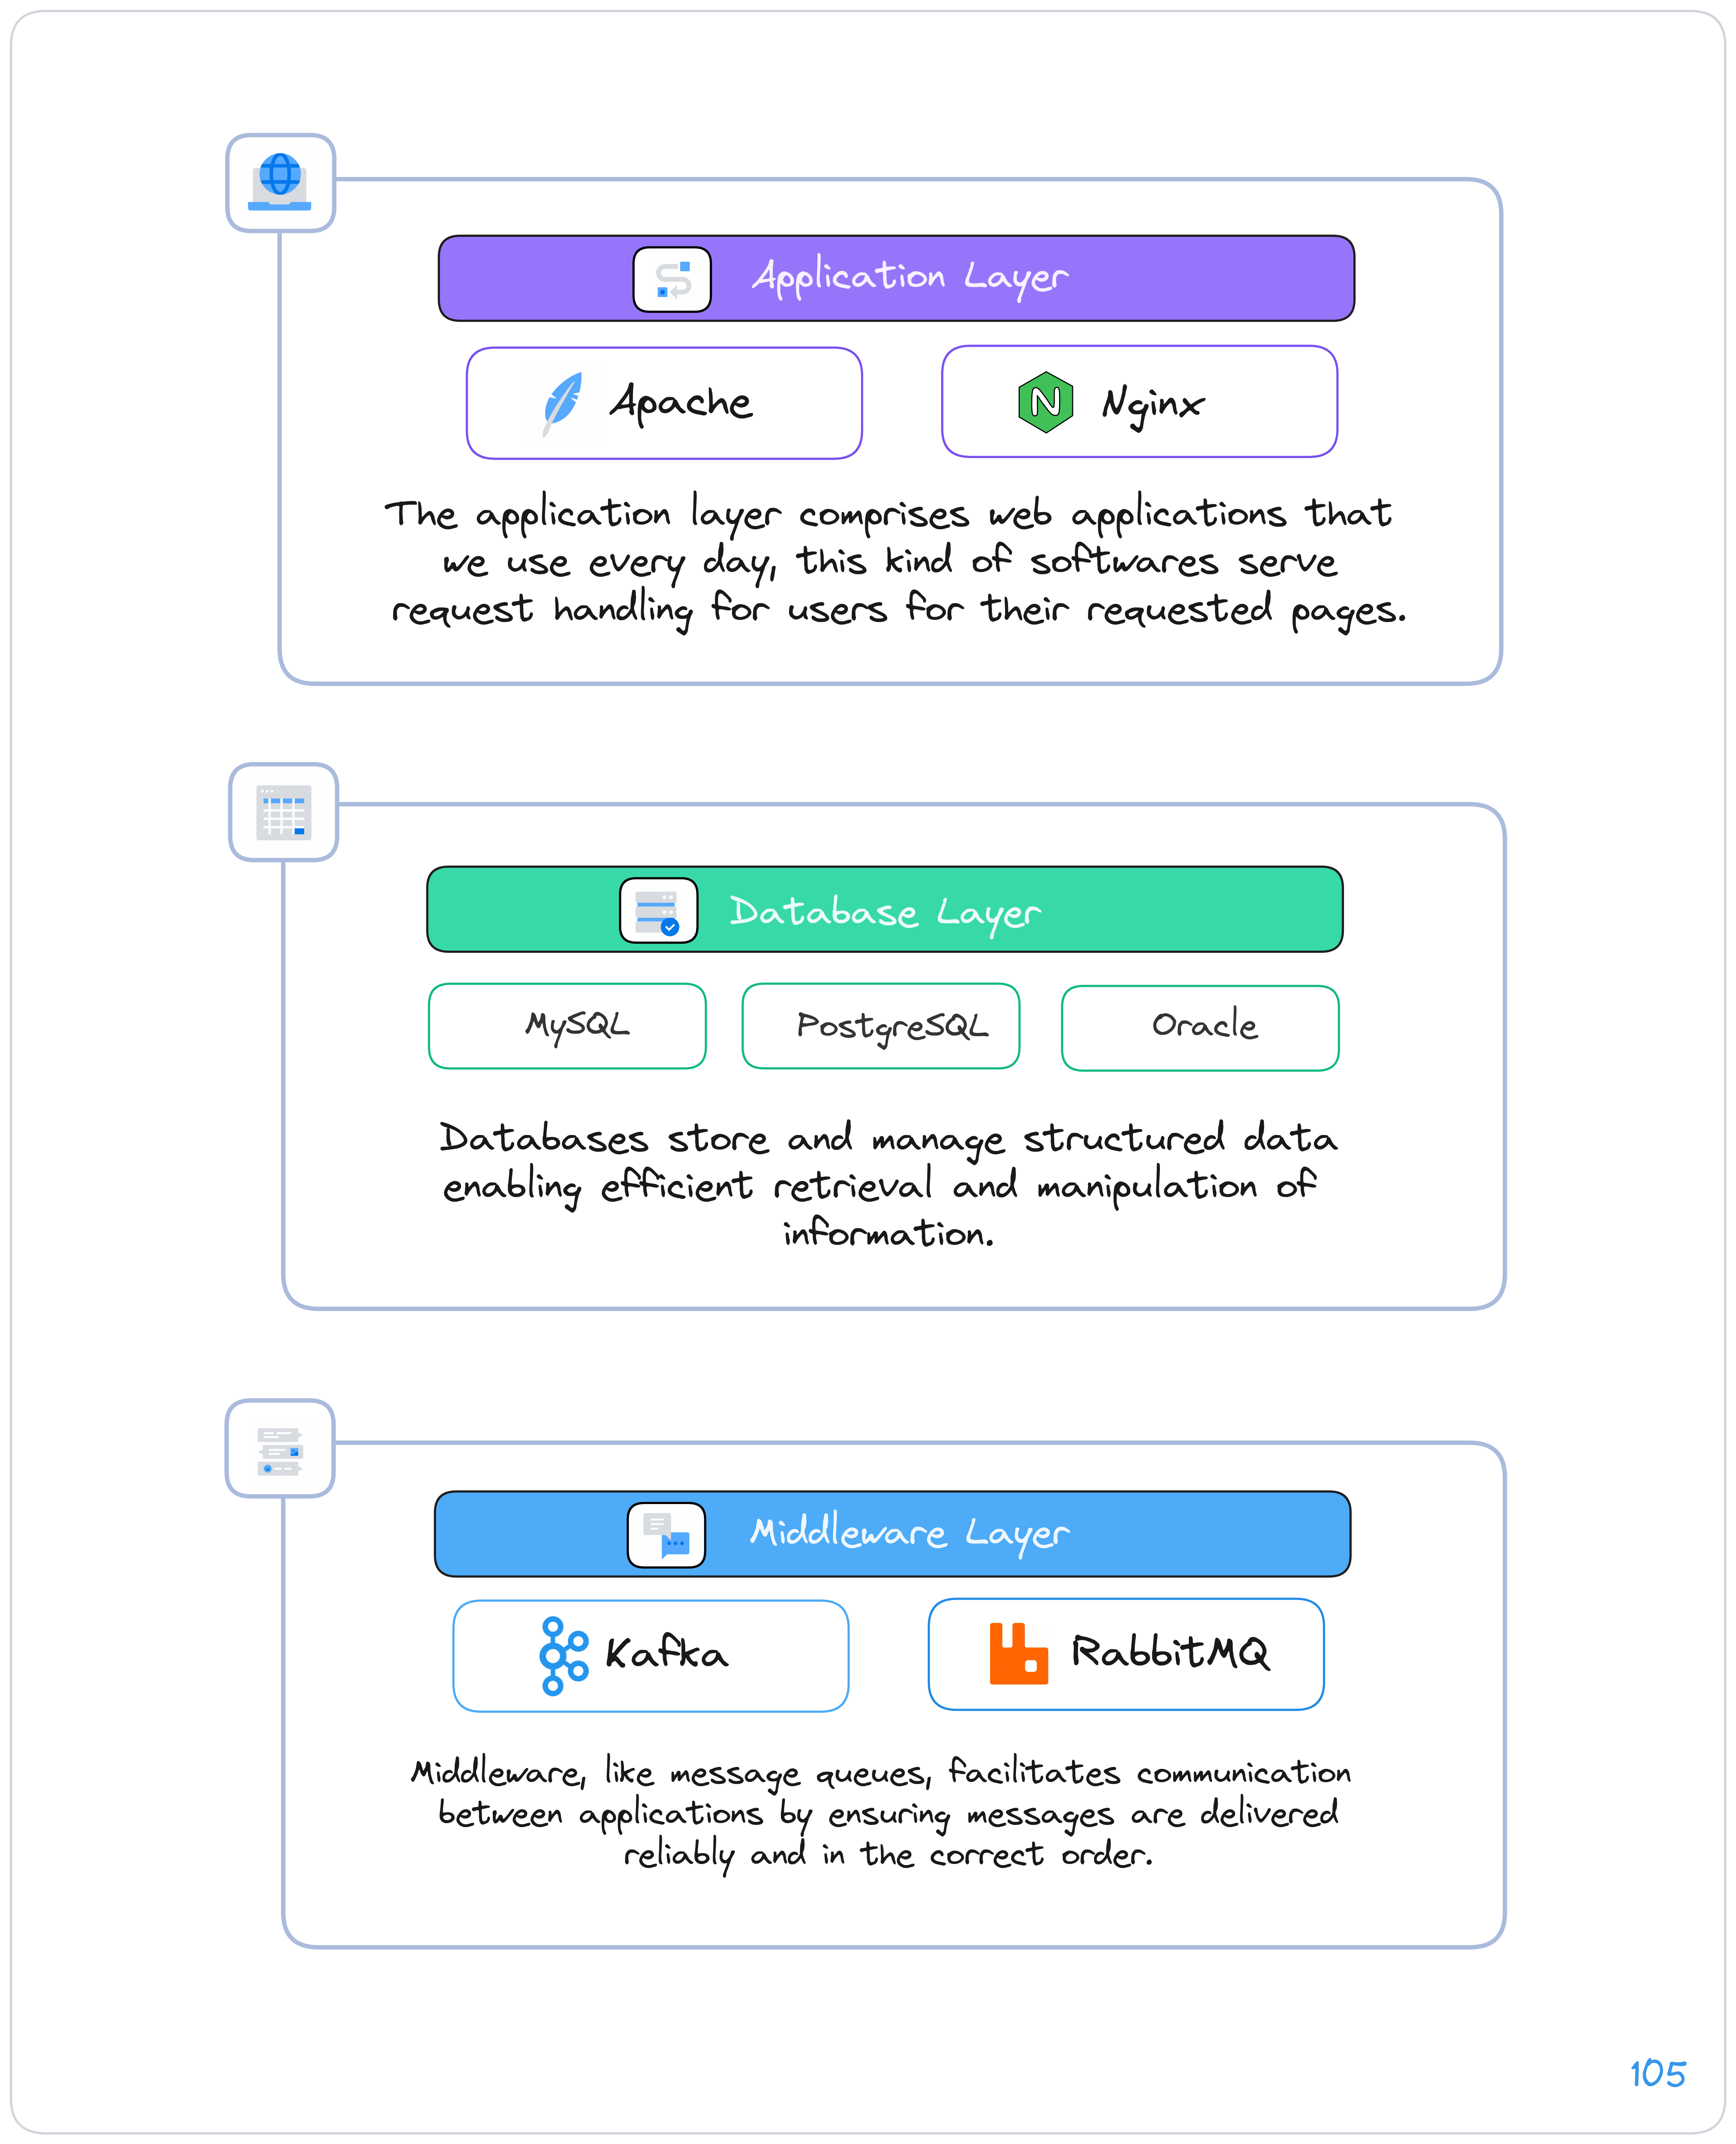 Application Layer
Apache
Nginx
The application layer comprises web applications that
we use every day, this kind of softwares serve
request handling for users for their requested pages.
Database Layer
MySQL
PostgreSQL
Oracle
Databases store and manage structured data
enabling efficient retrieval and manipulation of
information.
Middleware Layer
Kafka
RabbitMQ
Middleware, like message queues, facilitates communication
between applications by ensuring messages are delivered
reliably and in the correct order.
105